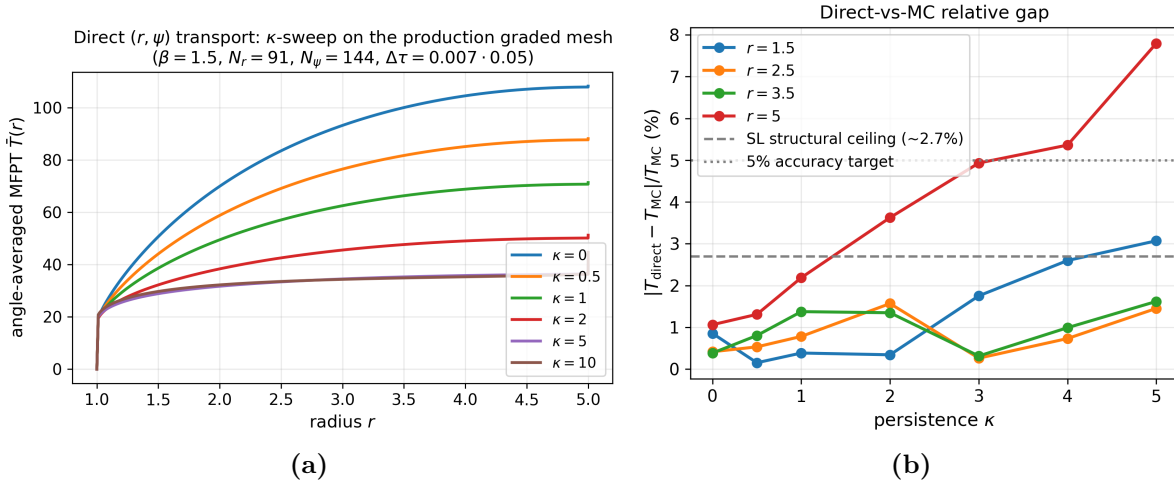 Direct (r, ψ) transport: κ-sweep on the production graded mesh
(β = 1.5, N_r = 91, N_ψ = 144, Δτ = 0.007 · 0.05)
angle-averaged MFPT T̄(r)
100
80
60
40
20
0
κ = 0
κ = 0.5
κ = 1
κ = 2
κ = 5
κ = 10
1.0 1.5 2.0 2.5 3.0 3.5 4.0 4.5 5.0
radius r
(a)
Direct-vs-MC relative gap
|T_direct − T_MC|/T_MC (%)
8
7
6
5
4
3
2
1
0
r = 1.5
r = 2.5
r = 3.5
r = 5
SL structural ceiling (~2.7%)
5% accuracy target
0 1 2 3 4 5
persistence κ
(b)